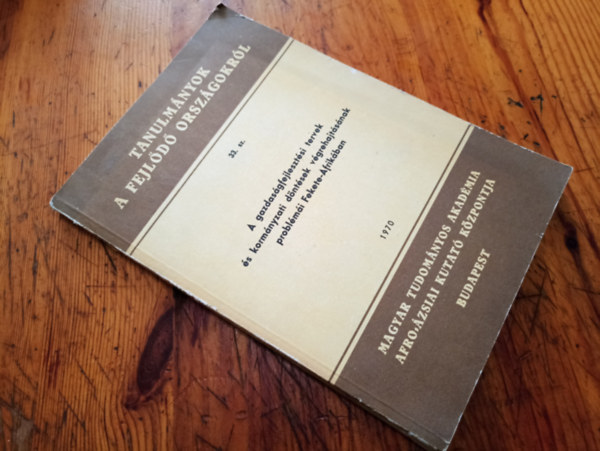 TANULMÁNYOK
A FEJLŐDŐ ORSZÁGOKRÓL
33. sz.
A gazdaságfejlesztési tervek
és kormányzati döntések végrehajtásának
problémái Fekete-Afrikában
1970
MAGYAR TUDOMÁNYOS AKADÉMIA
AFRO-ÁZSIAI KUTATÓ KÖZPONTJA
BUDAPEST